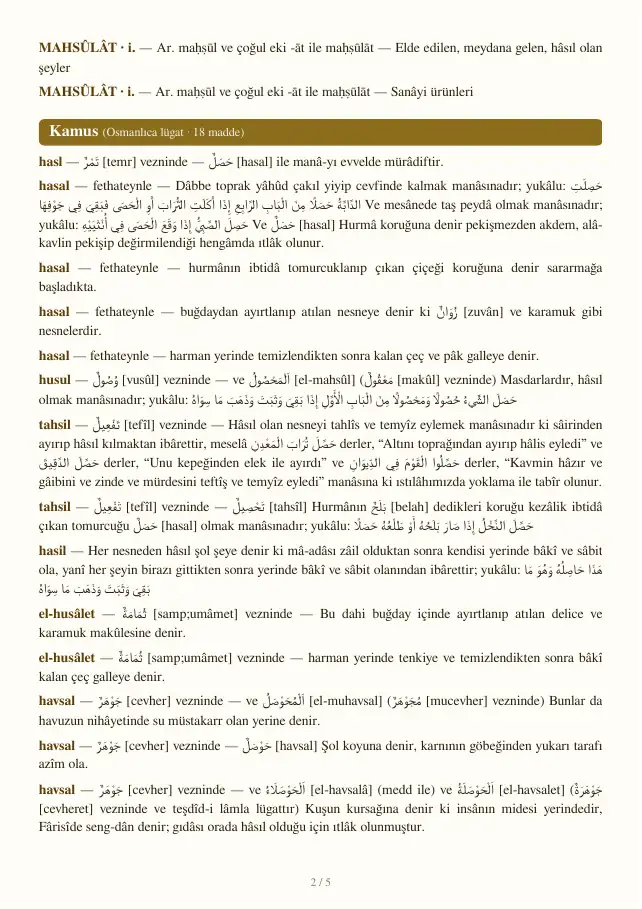 MAHSÛLÂT · i. — Ar. maḥṣūl ve çoğul eki -āt ile maḥṣūlāt — Elde edilen, meydana gelen, hâsıl olan
şeyler
MAHSÛLÂT · i. — Ar. maḥṣūl ve çoğul eki -āt ile maḥṣūlāt — Sanâyi ürünleri
Kamus (Osmanlıca lügat · 18 madde)
hasl — تَمْرٌ [temr] vezninde — حَصَلٌ [hasal] ile manâ-yı evvelde mürâdiftir.
hasal — fethateynle — Dâbbe toprak yâhûd çakıl yiyip cevfinde kalmak manâsınadır; yukâlu: حَصِلَتِ
الدَّابَّةُ حَصَلًا مِنَ الْبَابِ الرَّابِعِ إِذَا أَكَلَتِ التُّرَابَ أَوِ الْحَصَى فَبَقِيَ فِي جَوْفِهَا Ve mesânede taş peydâ olmak manâsınadır;
yukâlu: حَصِلَ الصَّبِيُّ إِذَا وَقَعَ الْحَصَى فِي أُنْثَيَيْهِ Ve حَصَلٌ [hasal] Hurmâ koruğuna denir pekişmezden akdem, alâ-
kavlin pekişip değirmilendiği hengâmda ıtlâk olunur.
hasal — fethateynle — hurmânın ibtidâ tomurcuklanıp çıkan çiçeği koruğuna denir sararmağa
başladıkta.
hasal — fethateynle — buğdaydan ayırtlanıp atılan nesneye denir ki زُوَانٌ [zuvân] ve karamuk gibi
nesnelerdir.
hasal — fethateynle — harman yerinde temizlendikten sonra kalan çeç ve pâk galleye denir.
husul — وُصُولٌ [vusûl] vezninde — ve اَلْمَحْصُولُ [el-mahsûl] (مَعْقُولٌ [makûl] vezninde) Masdarlardır, hâsıl
olmak manâsınadır; yukâlu: حَصَلَ الشَّيْءُ حُصُولًا وَمَحْصُولًا مِنَ الْبَابِ الْأَوَّلِ إِذَا بَقِيَ وَثَبَتَ وَذَهَبَ مَا سِوَاهُ
tahsil — تَفْعِيلٌ [tefîl] vezninde — Hâsıl olan nesneyi tahlîs ve temyîz eylemek manâsınadır ki sâirinden
ayırıp hâsıl kılmaktan ibârettir, meselâ حَصَّلَ تُرَابَ الْمَعْدِنِ derler, “Altını toprağından ayırıp hâlis eyledi” ve
حَصَّلَ الدَّقِيقَ derler, “Unu kepeğinden elek ile ayırdı” ve حَصَّلُوا الْقَوْمَ فِي الدِّيوَانِ derler, “Kavmin hâzır ve
gâibini ve zinde ve mürdesini teftîş ve temyîz eyledi” manâsına ki ıstılâhımızda yoklama ile tabîr olunur.
tahsil — تَفْعِيلٌ [tefîl] vezninde — تَحْصِيلٌ [tahsîl] Hurmânın بَلَحٌ [belah] dedikleri koruğu kezâlik ibtidâ
çıkan tomurcuğu حَصَلٌ [hasal] olmak manâsınadır; yukâlu: حَصَّلَ النَّخْلُ إِذَا صَارَ بَلَحُهُ أَوْ طَلْعُهُ حَصَلًا
hasil — Her nesneden hâsıl şol şeye denir ki mâ-adâsı zâil olduktan sonra kendisi yerinde bâkî ve sâbit
ola, yanî her şeyin birazı gittikten sonra yerinde bâkî ve sâbit olanından ibârettir; yukâlu: هَذَا حَاصِلُهُ وَهُوَ مَا
بَقِيَ وَثَبَتَ وَذَهَبَ مَا سِوَاهُ
el-husâlet — ثُمَامَةٌ [samp;umâmet] vezninde — Bu dahi buğday içinde ayırtlanıp atılan delice ve
karamuk makûlesine denir.
el-husâlet — ثُمَامَةٌ [samp;umâmet] vezninde — harman yerinde tenkiye ve temizlendikten sonra bâkî
kalan çeç galleye denir.
havsal — جَوْهَرٌ [cevher] vezninde — ve اَلْمُحَوْصَلُ [el-muhavsal] (مُجَوْهَرٌ [mucevher] vezninde) Bunlar da
havuzun nihâyetinde su müstakarr olan yerine denir.
havsal — جَوْهَرٌ [cevher] vezninde — حَوْصَلٌ [havsal] Şol koyuna denir, karnının göbeğinden yukarı tarafı
azîm ola.
havsal — جَوْهَرٌ [cevher] vezninde — ve اَلْحَوْصَلَاءُ [el-havsalâ] (medd ile) ve اَلْحَوْصَلَةُ [el-havsalet] (جَوْهَرَةٌ
[cevheret] vezninde ve teşdîd-i lâmla lügattır) Kuşun kursağına denir ki insânın midesi yerindedir,
Fârisîde seng-dân denir; gıdâsı orada hâsıl olduğu için ıtlâk olunmuştur.
2 / 5